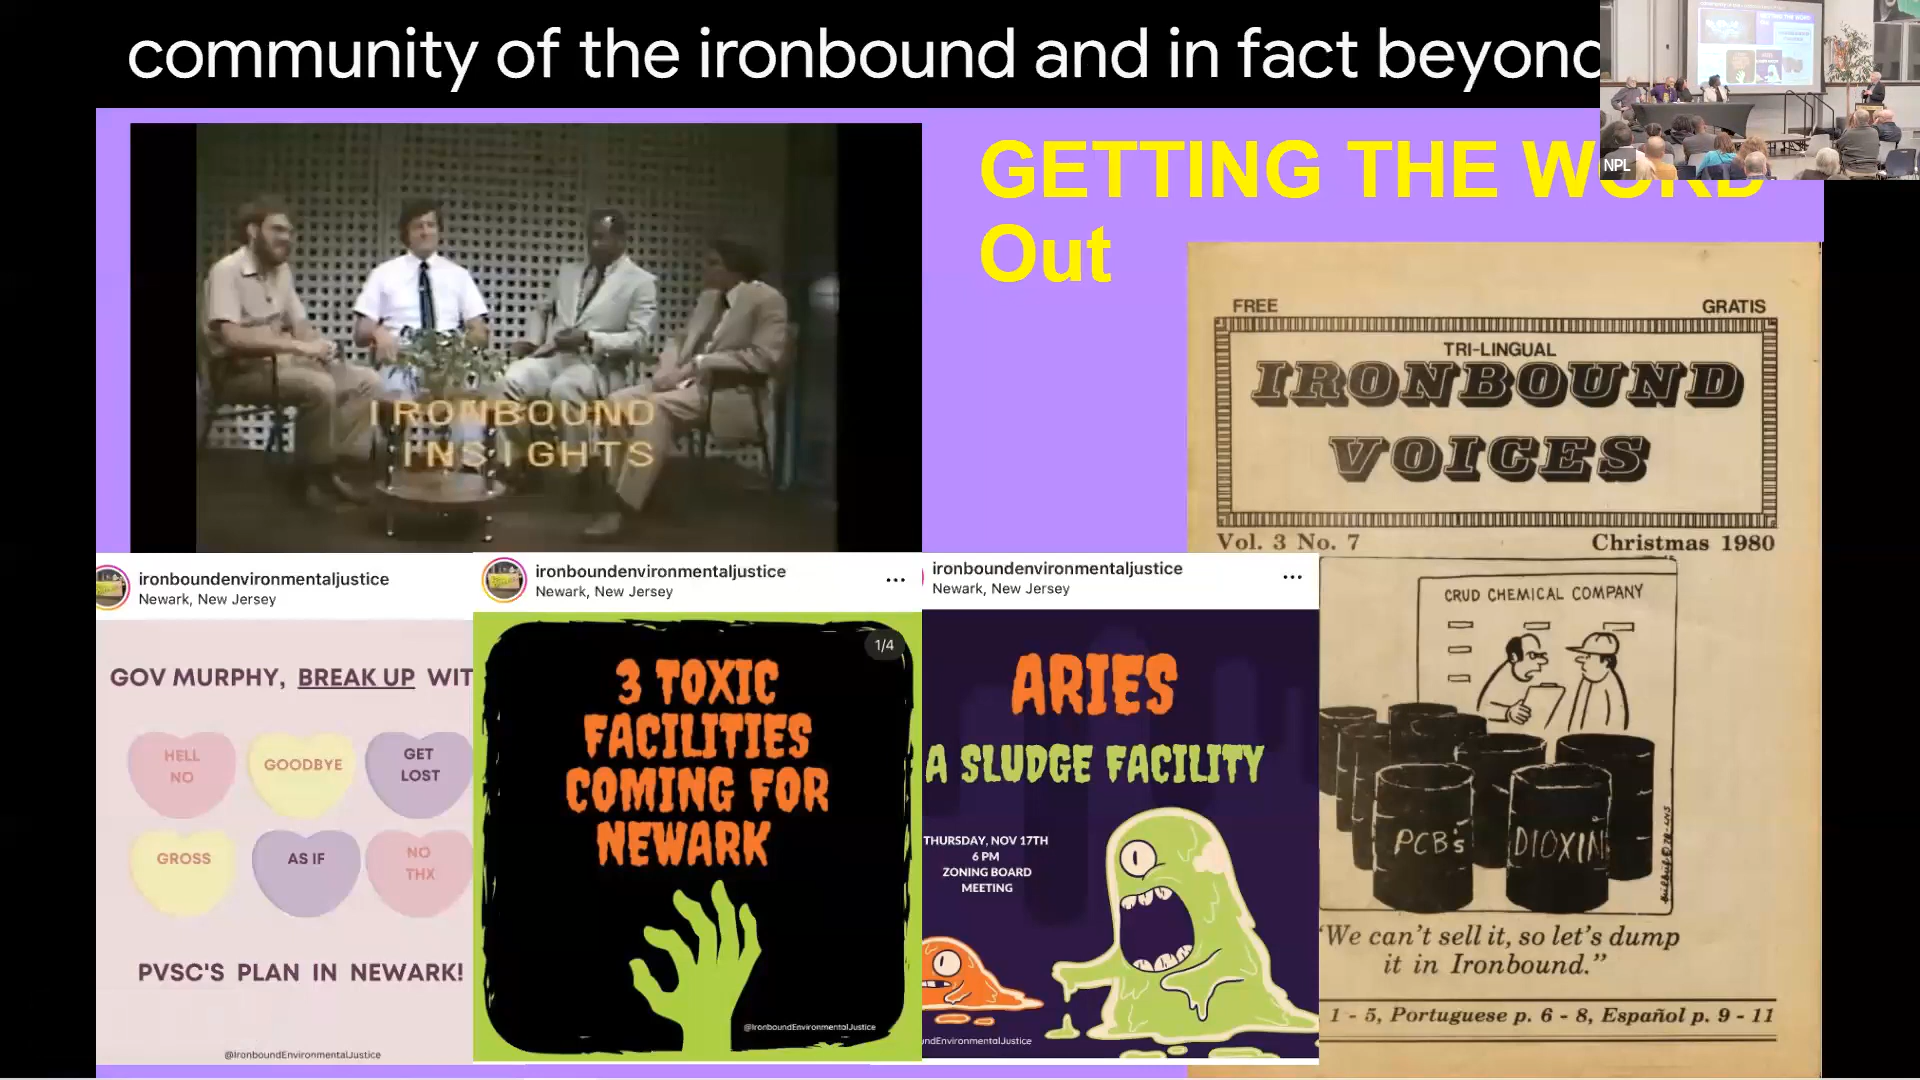 community of the ironbound and in fact beyond
NPL
GETTING THE WORD
Out
IRONBOUND
INSIGHTS
FREE
GRATIS
TRI-LINGUAL
IRONBOUND
VOICES
Vol. 3 No. 7
Christmas 1980
CRUD CHEMICAL COMPANY
PCB's
DIOXIN
"We can't sell it, so let's dump
it in Ironbound."
1 - 5, Portuguese p. 6 - 8, Español p. 9 - 11
ironboundenvironmentaljustice
Newark, New Jersey
GOV MURPHY, BREAK UP WIT
HELL
NO
GOODBYE
GET
LOST
GROSS
AS IF
NO
THX
PVSC'S PLAN IN NEWARK!
@IronboundEnvironmentalJustice
ironboundenvironmentaljustice
Newark, New Jersey
1/4
3 TOXIC
FACILITIES
COMING FOR
NEWARK
@IronboundEnvironmentalJustice
ironboundenvironmentaljustice
Newark, New Jersey
ARIES
A SLUDGE FACILITY
THURSDAY, NOV 17TH
6 PM
ZONING BOARD
MEETING
undEnvironmentalJustice